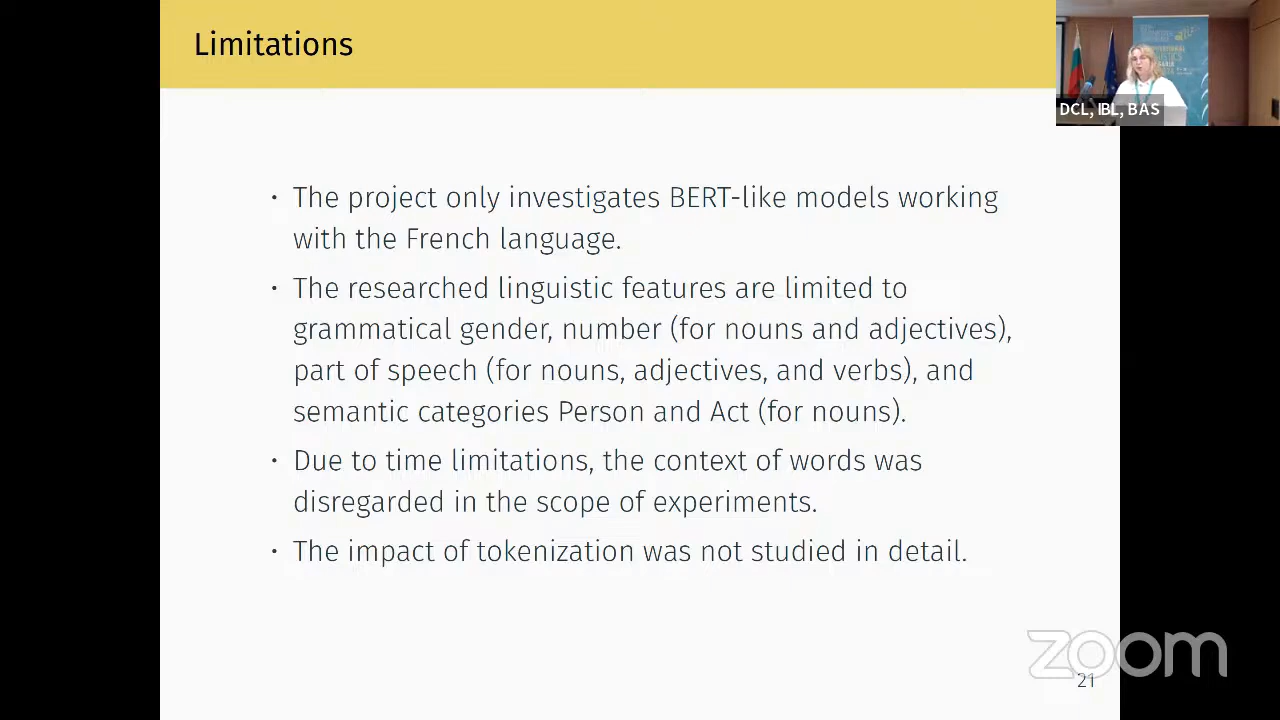 Limitations
DCL, IBL, BAS
• The project only investigates BERT-like models working
with the French language.
• The researched linguistic features are limited to
grammatical gender, number (for nouns and adjectives),
part of speech (for nouns, adjectives, and verbs), and
semantic categories Person and Act (for nouns).
• Due to time limitations, the context of words was
disregarded in the scope of experiments.
• The impact of tokenization was not studied in detail.
zoom
21